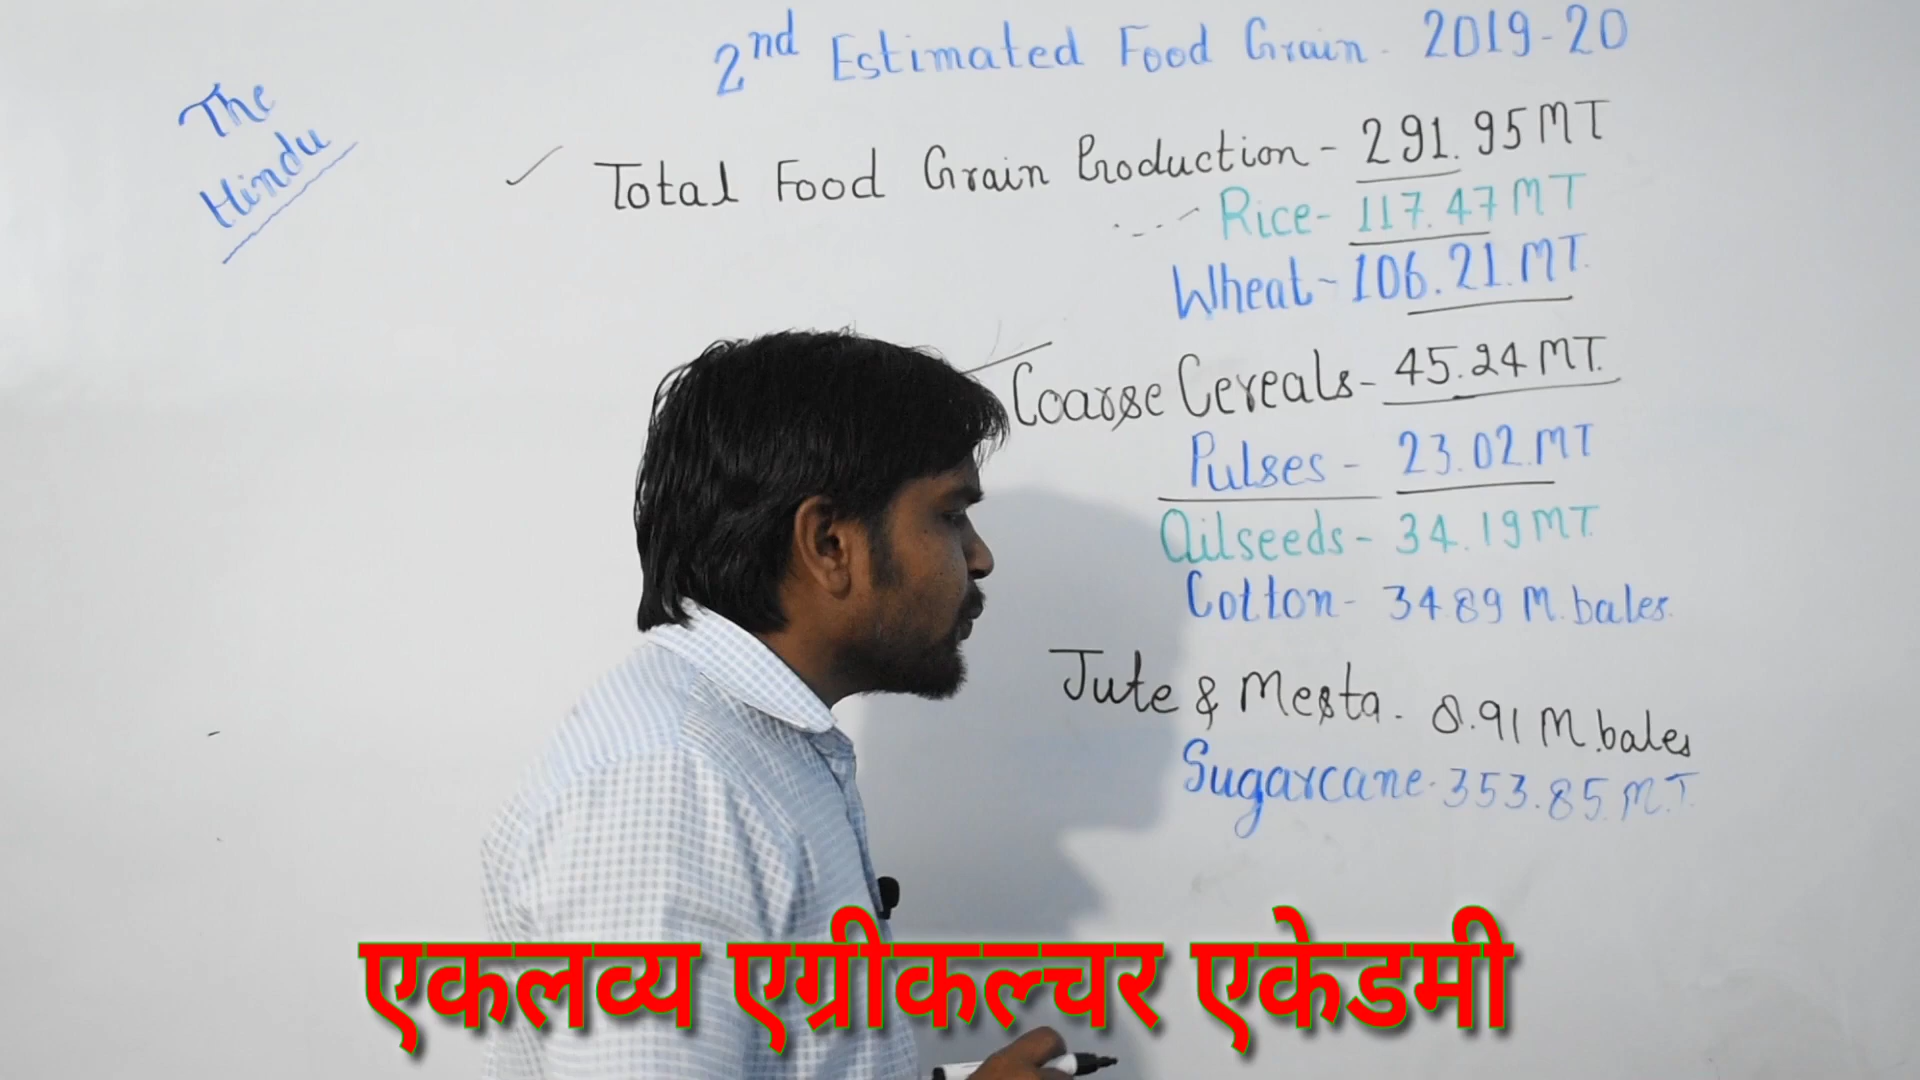 2nd Estimated Food Grain - 2019-20
The
Hindu
Total Food Grain Production - 291.95 MT
Rice - 117.47 MT
Wheat - 106.21 MT.
Coarse Cereals - 45.24 MT.
Pulses - 23.02 MT
Oilseeds - 34.19 MT.
Cotton - 34.89 M. bales.
Jute & Mesta - 8.91 M. bales
Sugarcane - 353.85 M.T.
एकलव्य एग्रीकल्चर एकेडमी